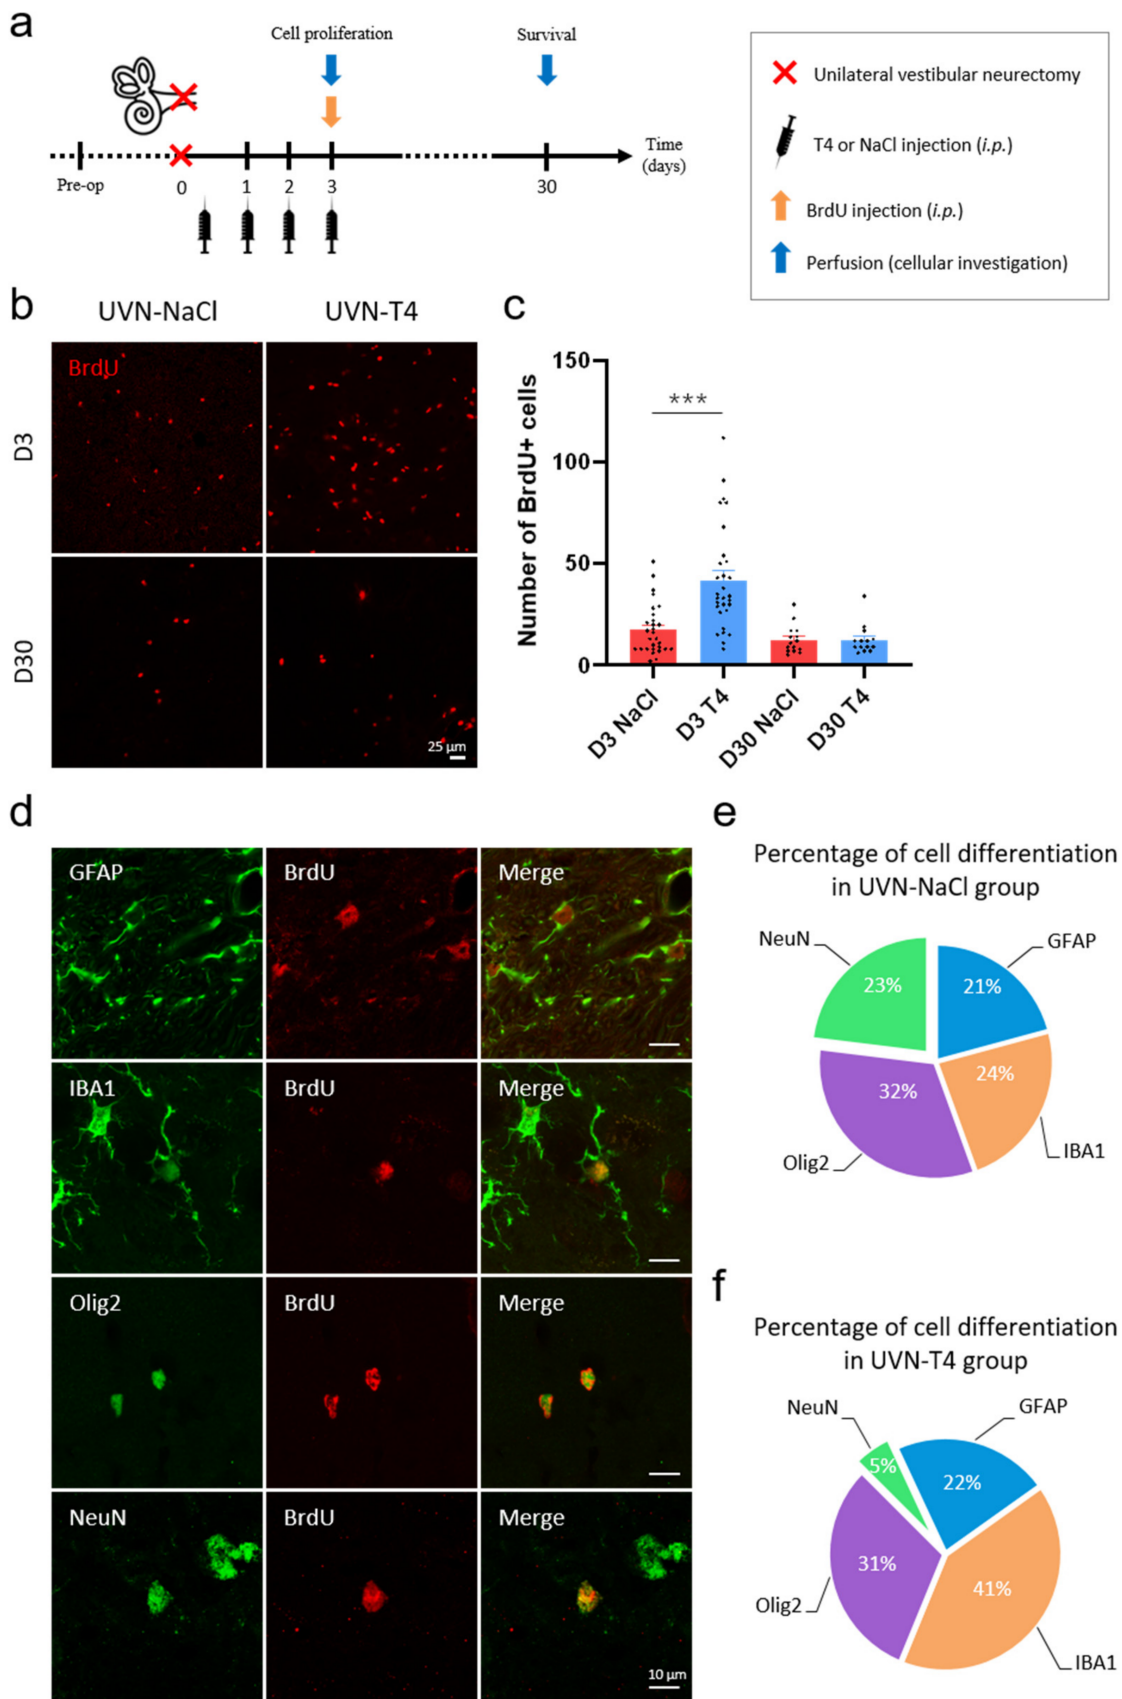 a
Cell proliferation
Survival
Time
(days)
Pre-op
0
1
2
3
30
Unilateral vestibular neurectomy
T4 or NaCl injection (i.p.)
BrdU injection (i.p.)
Perfusion (cellular investigation)
b
UVN-NaCl
UVN-T4
BrdU
D3
D30
25 µm
c
Number of BrdU+ cells
150
100
50
0
***
D3 NaCl
D3 T4
D30 NaCl
D30 T4
d
GFAP
BrdU
Merge
IBA1
BrdU
Merge
Olig2
BrdU
Merge
NeuN
BrdU
Merge
10 µm
e
Percentage of cell differentiation
in UVN-NaCl group
NeuN
GFAP
23%
21%
32%
24%
Olig2
IBA1
f
Percentage of cell differentiation
in UVN-T4 group
NeuN
GFAP
5%
22%
31%
41%
Olig2
IBA1